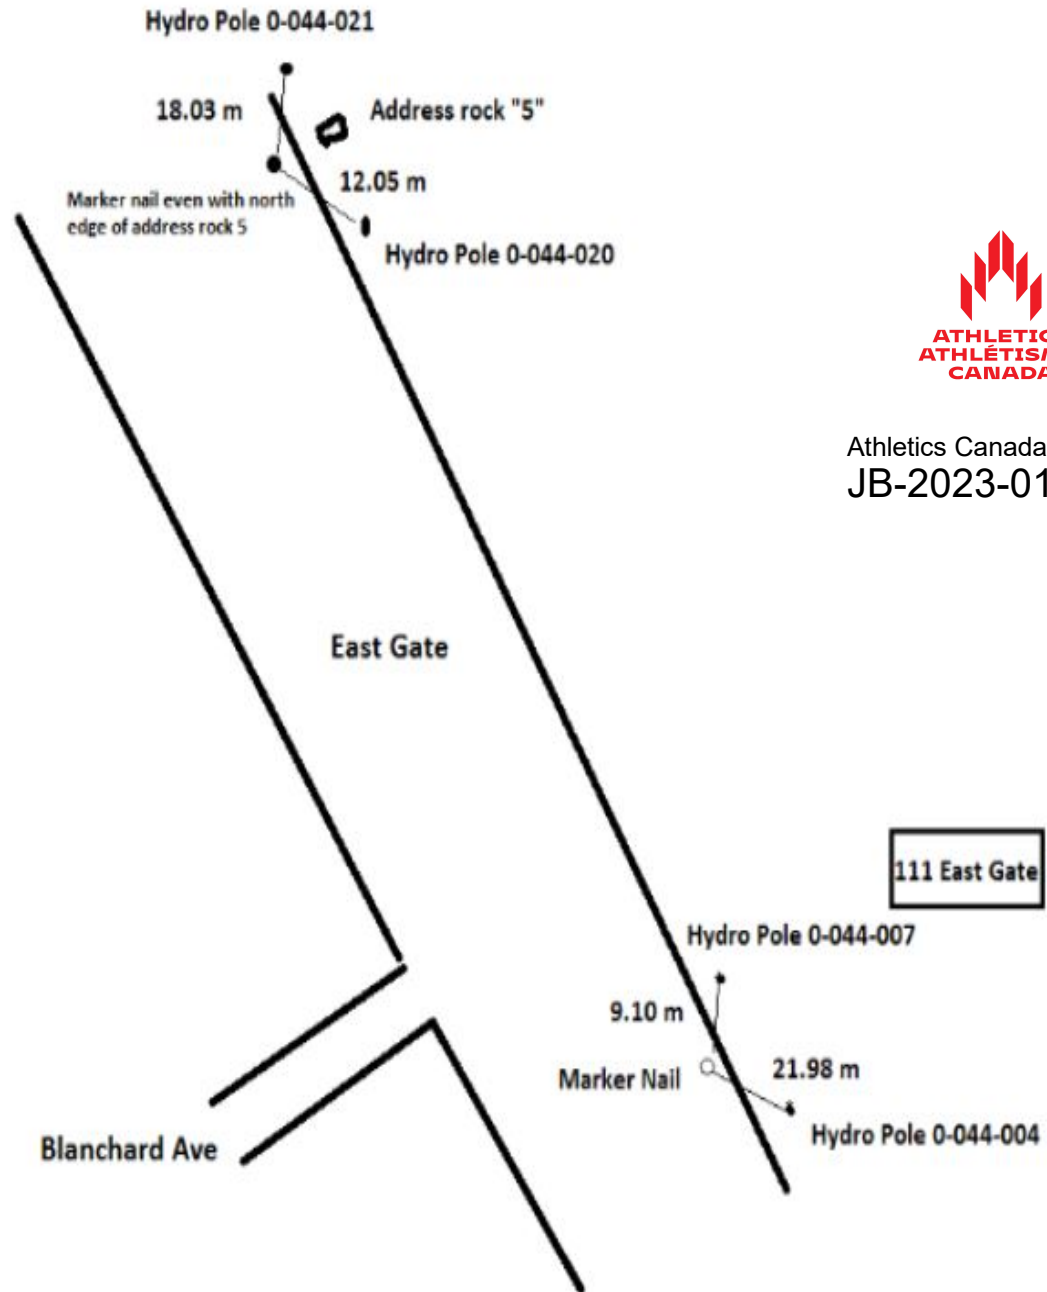 Hydro Pole 0-044-021
18.03 m
Address rock "5"
12.05 m
Marker nail even with north
edge of address rock 5
Hydro Pole 0-044-020
ATHLETIC
ATHLÉTIS
CANADA
Athletics Canada
JB-2023-01
East Gate
111 East Gate
Hydro Pole 0-044-007
9.10 m
Marker Nail
21.98 m
Hydro Pole 0-044-004
Blanchard Ave